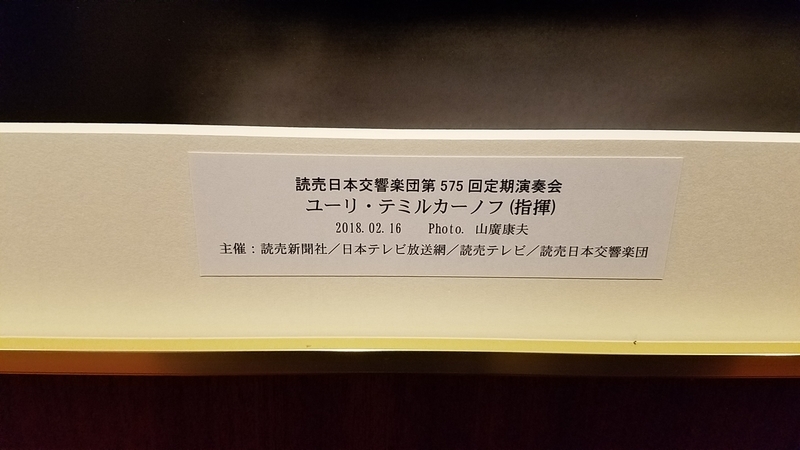 読売日本交響楽団第 575 回定期演奏会
ユーリ・テミルカーノフ (指揮)
2018.02.16 Photo. 山廣康夫
主催：読売新聞社／日本テレビ放送網／読売テレビ／読売日本交響楽団